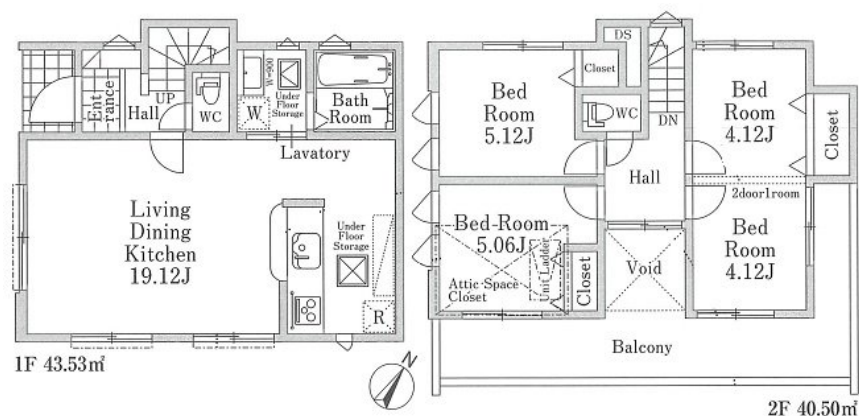 Entrance
Hall
UP
WC
W=900
W
Under
Floor
Storage
Bath
Room
Lavatory
Living
Dining
Kitchen
19.12J
Under
Floor
Storage
R
1F 43.53㎡
N
Bed
Room
5.12J
Closet
DS
WC
DN
Hall
Bed
Room
4.12J
Closet
2door1room
Bed Room
5.06J
Attic Space
Closet
Unit Ladder
Closet
Void
Bed
Room
4.12J
Balcony
2F 40.50㎡